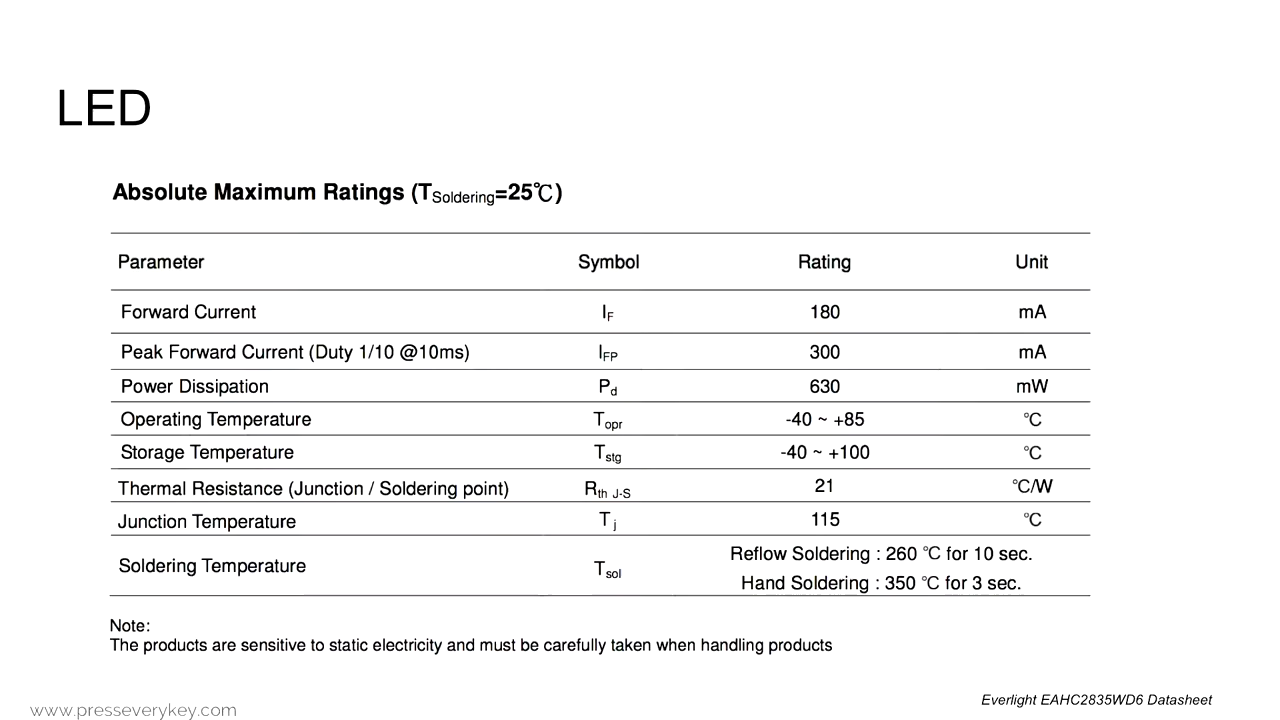 LED
Absolute Maximum Ratings (TSoldering=25℃)
Parameter Symbol Rating Unit
Forward Current IF 180 mA
Peak Forward Current (Duty 1/10 @10ms) IFP 300 mA
Power Dissipation Pd 630 mW
Operating Temperature Topr -40 ~ +85 ℃
Storage Temperature Tstg -40 ~ +100 ℃
Thermal Resistance (Junction / Soldering point) Rth J-S 21 ℃/W
Junction Temperature Tj 115 ℃
Soldering Temperature Tsol Reflow Soldering : 260 ℃ for 10 sec.
Hand Soldering : 350 ℃ for 3 sec.
Note:
The products are sensitive to static electricity and must be carefully taken when handling products
Everlight EAHC2835WD6 Datasheet
www.presseverykey.com